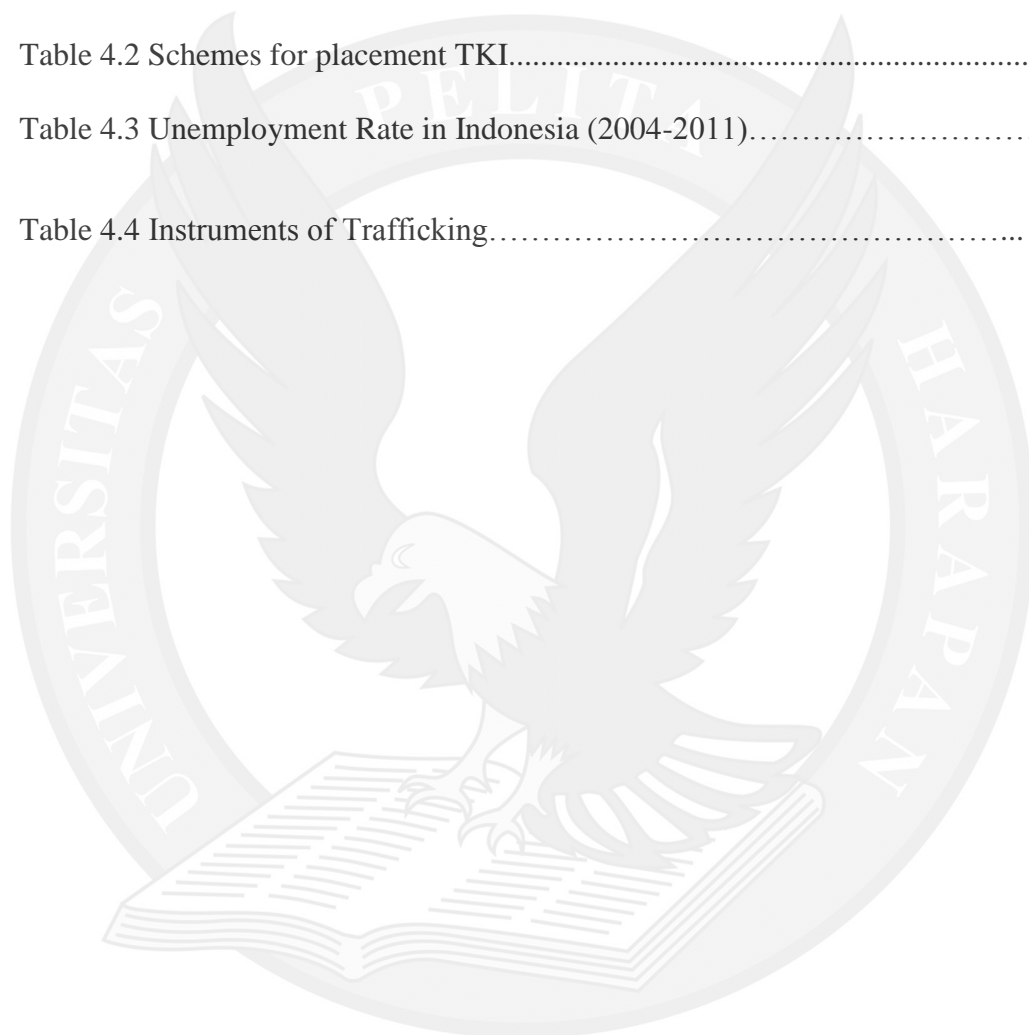 Table 4.2 Schemes for placement TKI.................................................................
Table 4.3 Unemployment Rate in Indonesia (2004-2011)………………………
Table 4.4 Instruments of Trafficking…………………………………………...
UNIVERSITAS PELITA HARAPAN